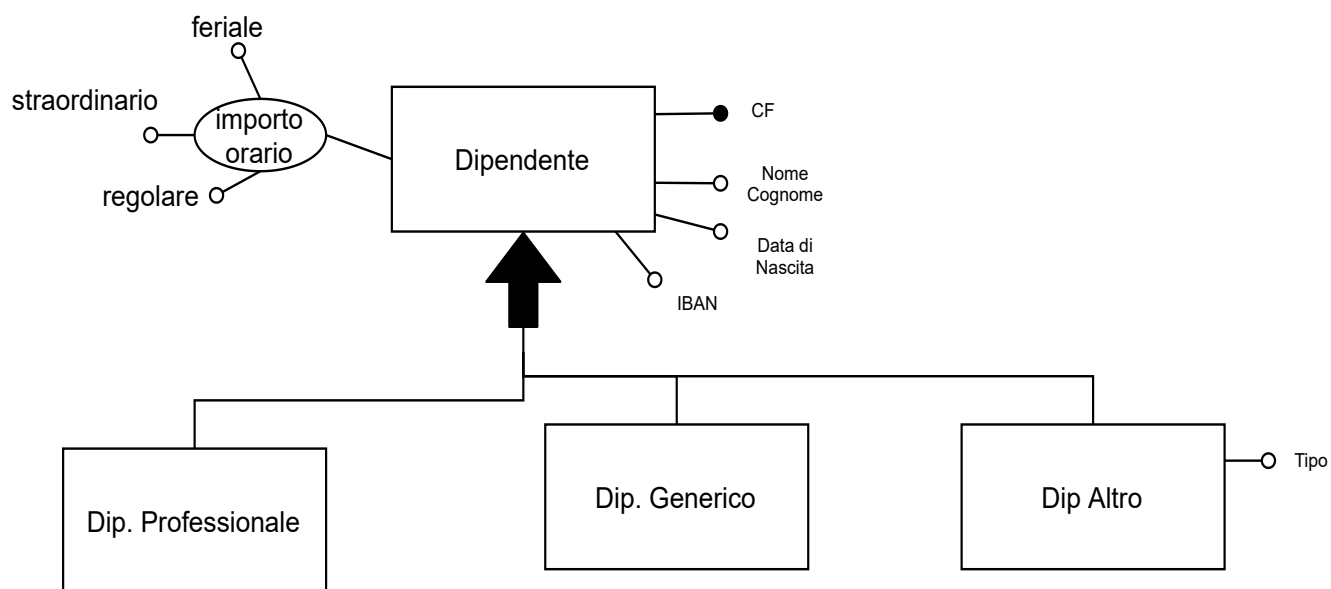 feriale
straordinario
importo
orario
regolare
Dipendente
CF
Nome
Cognome
Data di
Nascita
IBAN
Dip. Professionale
Dip. Generico
Dip Altro
Tipo